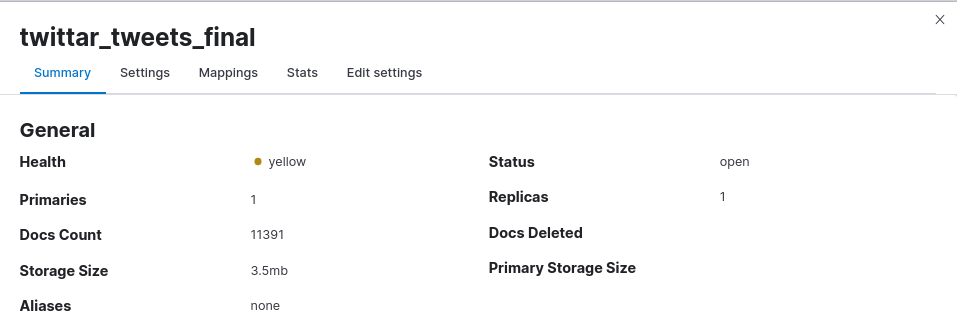 twittar_tweets_final
Summary Settings Mappings Stats Edit settings
General
Health yellow Status open
Primaries 1 Replicas 1
Docs Count 11391 Docs Deleted
Storage Size 3.5mb Primary Storage Size
Aliases none